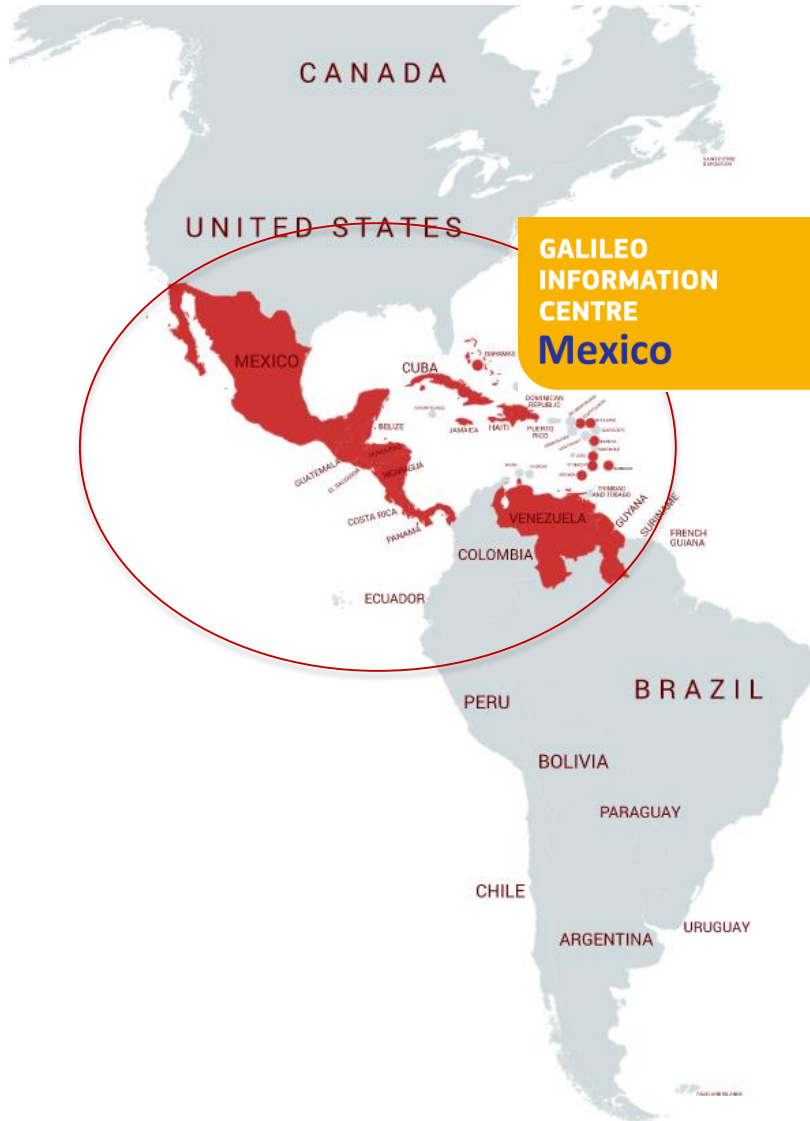 CANADA
UNITED STATES
GALILEO
INFORMATION
CENTRE
Mexico
MEXICO
CUBA
BAHAMAS
DOMINICAN
REPUBLIC
BELIZE
JAMAICA
HAITI
PUERTO
RICO
HONDURAS
GUATEMALA
EL SALVADOR
NICARAGUA
COSTA RICA
PANAMA
TRINIDAD
AND TOBAGO
VENEZUELA
GUYANA
SURINAME
FRENCH
GUIANA
COLOMBIA
ECUADOR
BRAZIL
PERU
BOLIVIA
PARAGUAY
CHILE
URUGUAY
ARGENTINA